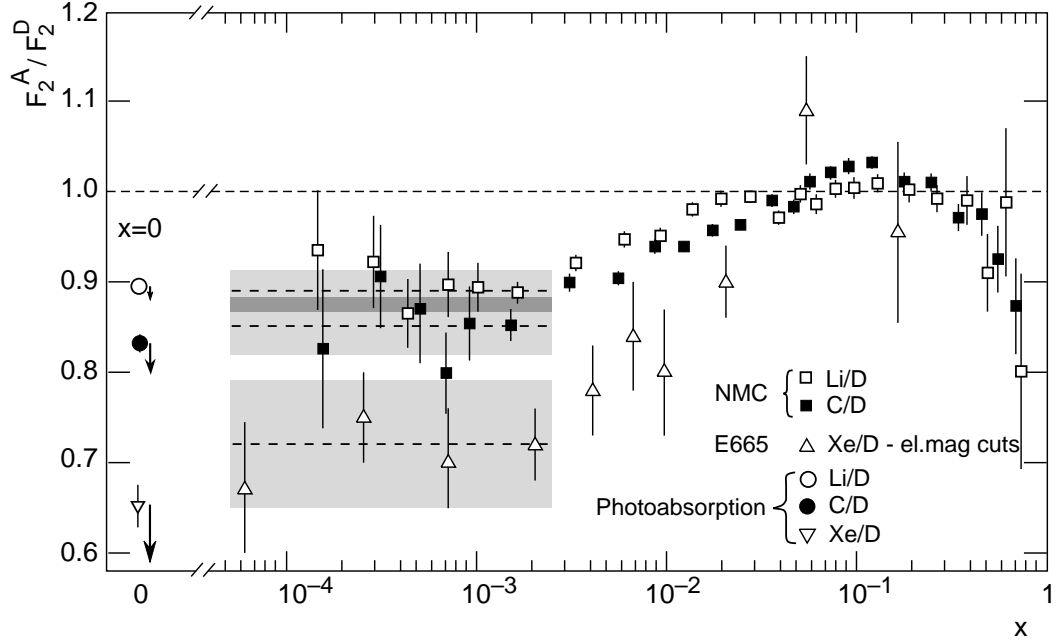 F₂ᴬ / F₂ᴰ
1.2
1.1
1.0
x=0
0.9
0.8
0.7
0.6
NMC
Li/D
C/D
E665
Xe/D - el.mag cuts
Photoabsorption
Li/D
C/D
Xe/D
0
10⁻⁴
10⁻³
10⁻²
10⁻¹
1
x